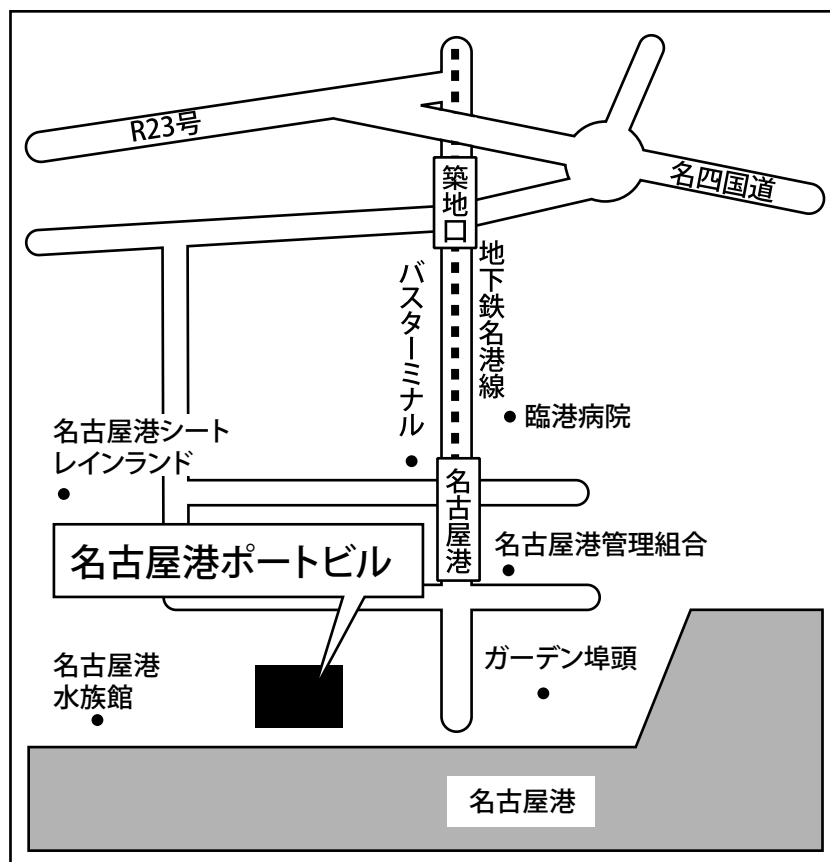 R23号
名四国道
築地口
地下鉄名港線
バスターミナル
臨港病院
名古屋港シート
レインランド
名古屋港
名古屋港管理組合
名古屋港ポートビル
名古屋港
水族館
ガーデン埠頭
名古屋港